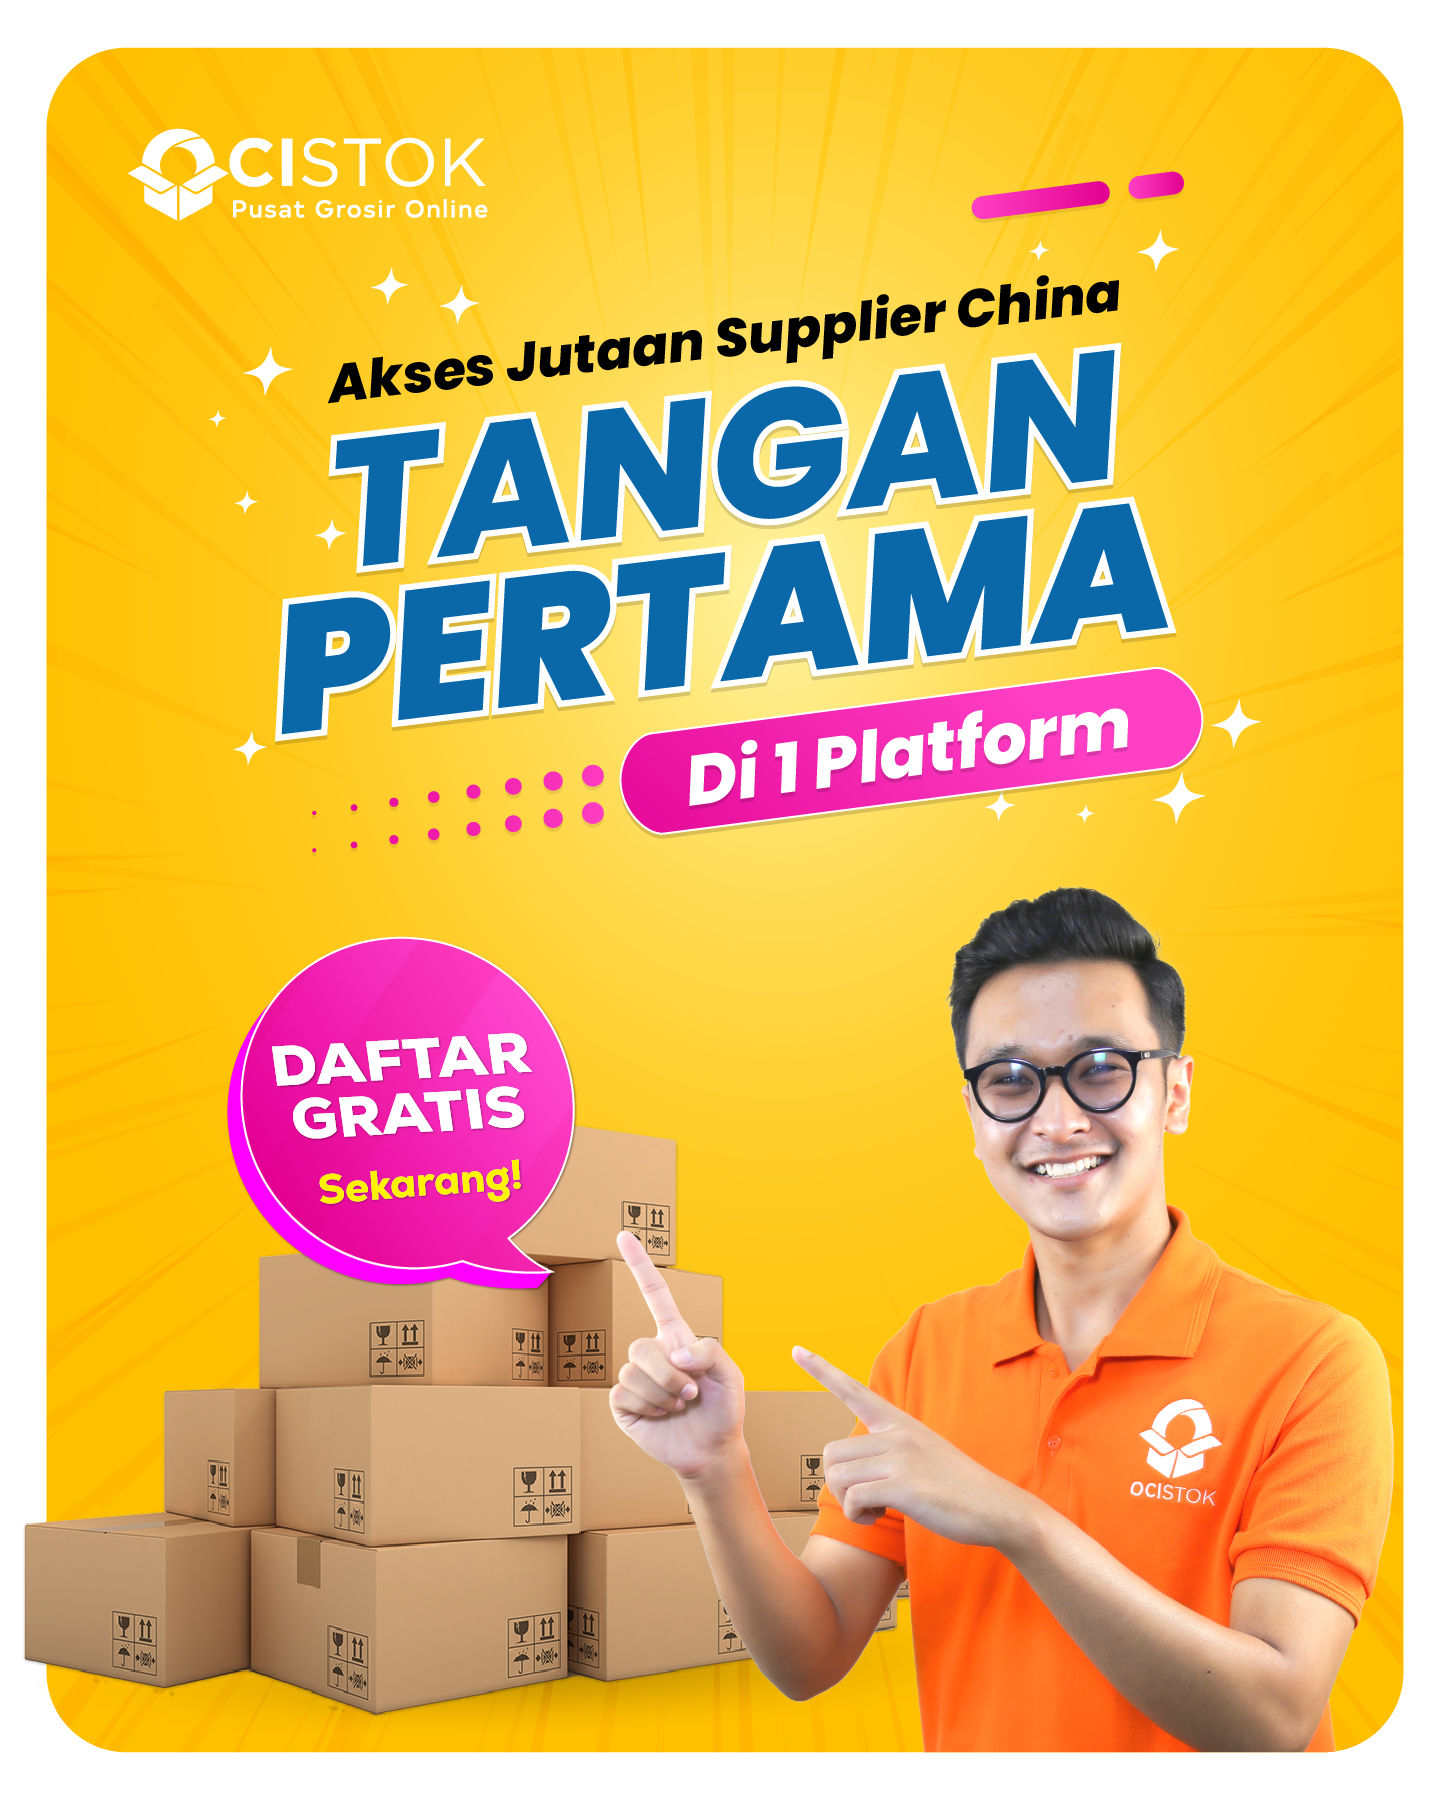 OCISTOK
Pusat Grosir Online
Akses Jutaan Supplier China
TANGAN
PERTAMA
Di 1 Platform
DAFTAR
GRATIS
Sekarang!
OCISTOK